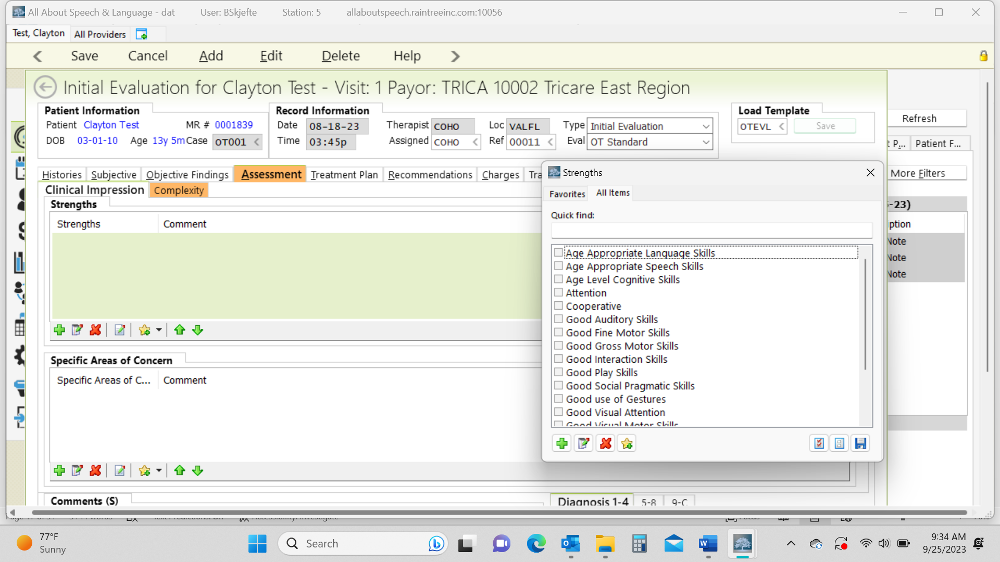 All About Speech & Language - dat User: BSkjefte Station: 5 allaboutspeech.raintreeinc.com:10056
Test, Clayton All Providers
Save Cancel Add Edit Delete Help
Initial Evaluation for Clayton Test - Visit: 1 Payor: TRICA 10002 Tricare East Region
Patient Information Record Information Load Template
Patient Clayton Test MR # 0001839 Date 08-18-23 Therapist COHO Loc VALFL Type Initial Evaluation OTEVL Save Refresh
DOB 03-01-10 Age 13y 5m Case OT001 Time 03:45p Assigned COHO Ref 00011 Eval OT Standard
t P... Patient F...
Histories Subjective Objective Findings Assessment Treatment Plan Recommendations Charges Tra
More Filters
Clinical Impression Complexity
-23)
Strengths
Strengths Comment
ption
Note
Note
Note
Specific Areas of Concern
Specific Areas of C... Comment
Comments (S)
Diagnosis 1-4 5-8 9-C
Strengths
Favorites All Items
Quick find:
Age Appropriate Language Skills
Age Appropriate Speech Skills
Age Level Cognitive Skills
Attention
Cooperative
Good Auditory Skills
Good Fine Motor Skills
Good Gross Motor Skills
Good Interaction Skills
Good Play Skills
Good Social Pragmatic Skills
Good use of Gestures
Good Visual Attention
Good Visual Motor Skills
77°F
Sunny
Search
9:34 AM
9/25/2023